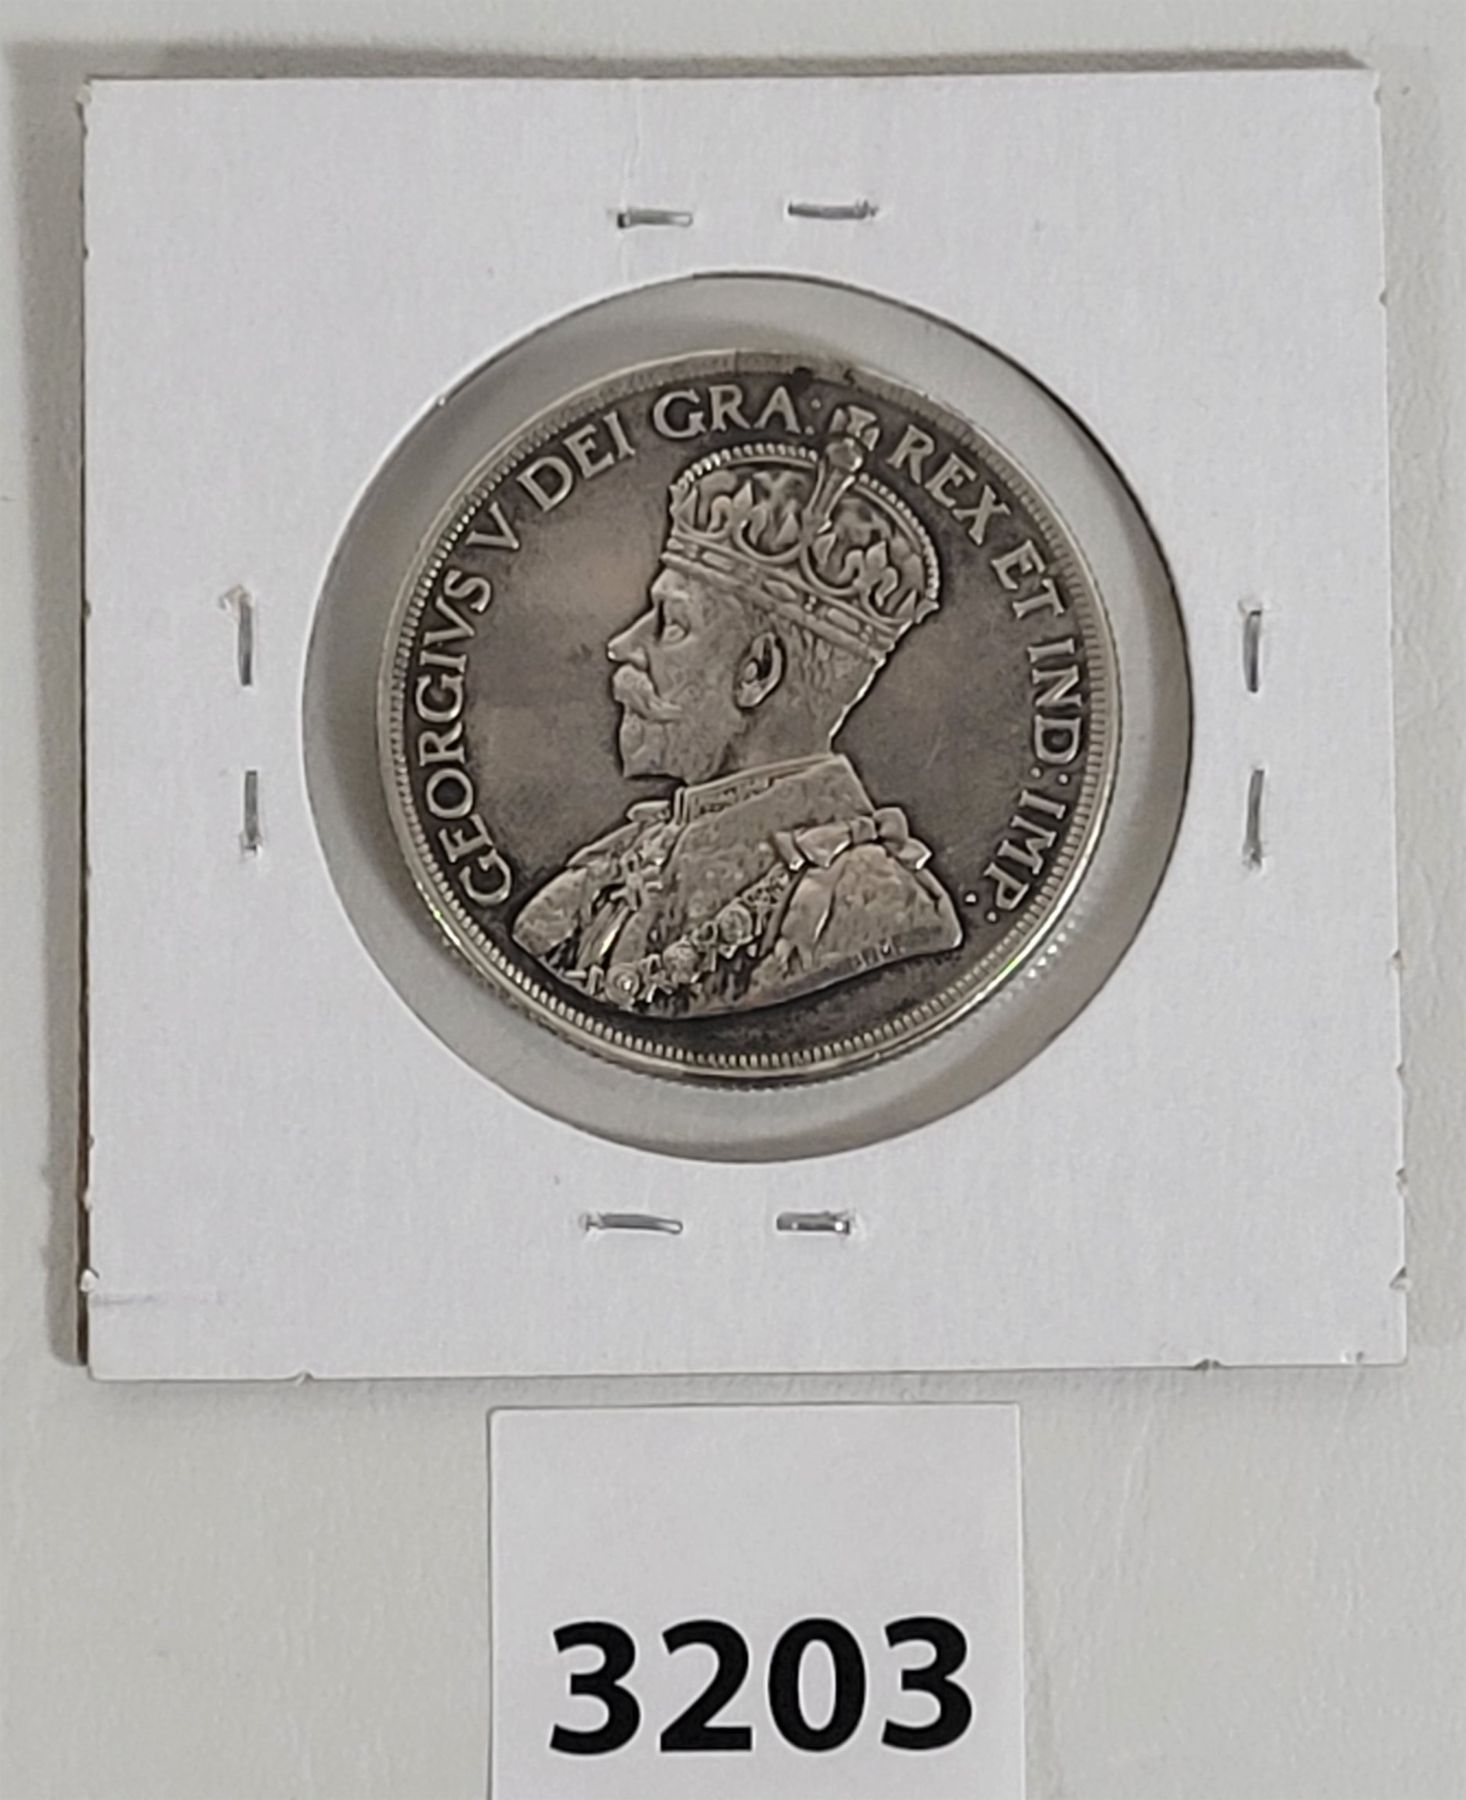 GEORGIVS V DEI GRA: REX ET IND: IMP:
3203